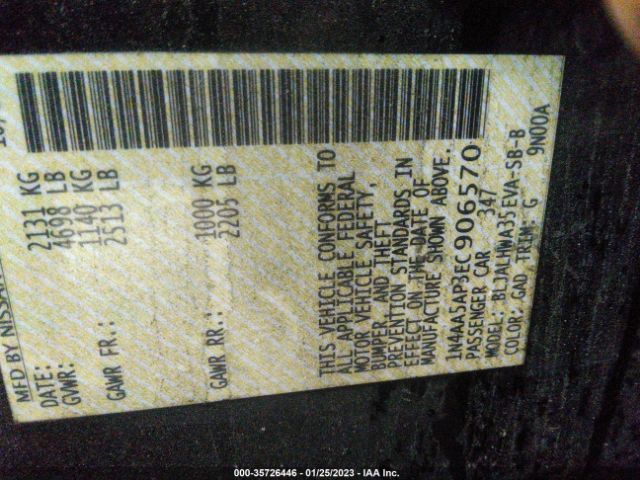 MFD BY NISSA
10/
DATE:
GVWR: 2131 KG
4698 LB
GAWR FR.: 1140 KG
2513 LB
GAWR RR.: 1000 KG
2205 LB
THIS VEHICLE CONFORMS TO
ALL APPLICABLE FEDERAL
MOTOR VEHICLE SAFETY,
BUMPER AND THEFT
PREVENTION STANDARDS IN
EFFECT ON THE DATE OF
MANUFACTURE SHOWN ABOVE.
1N4AA5AP3EC906570
PASSENGER CAR 347
MODEL: BLJALHWA35EVA-SB-B
COLOR: GAD, TRIM: G 9N00A
000-35726446 - 01/25/2023 - IAA Inc.